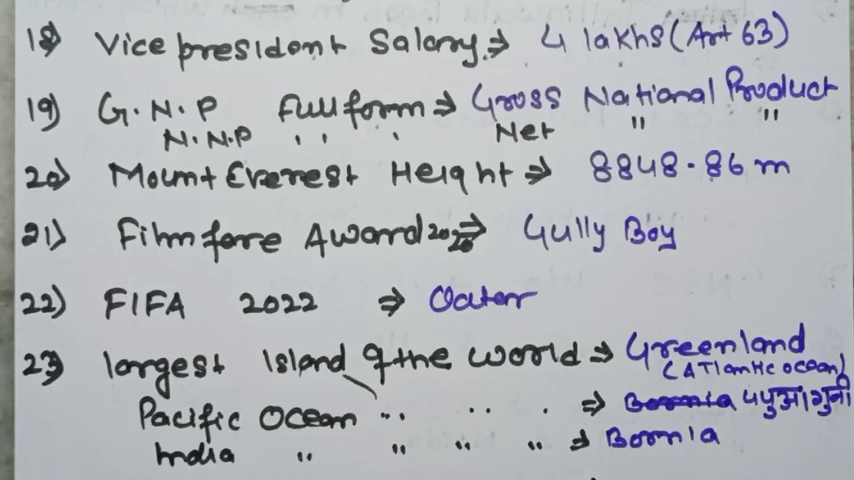 18) Vice president Salary ⇒ 4 lakhs (Art 63)
19) G.N.P Full form ⇒ Gross National Product
N.N.P " " Net " "
20) Mount Everest Height ⇒ 8848.86 m
21) Filmfare Award 2020 ⇒ Gully Boy
22) FIFA 2022 ⇒ Qatar
23) largest Island of the world ⇒ Greenland
(ATlantic ocean)
Pacific Ocean " " " ⇒ पपुआ गुनी
India " " " " ⇒ Bornia